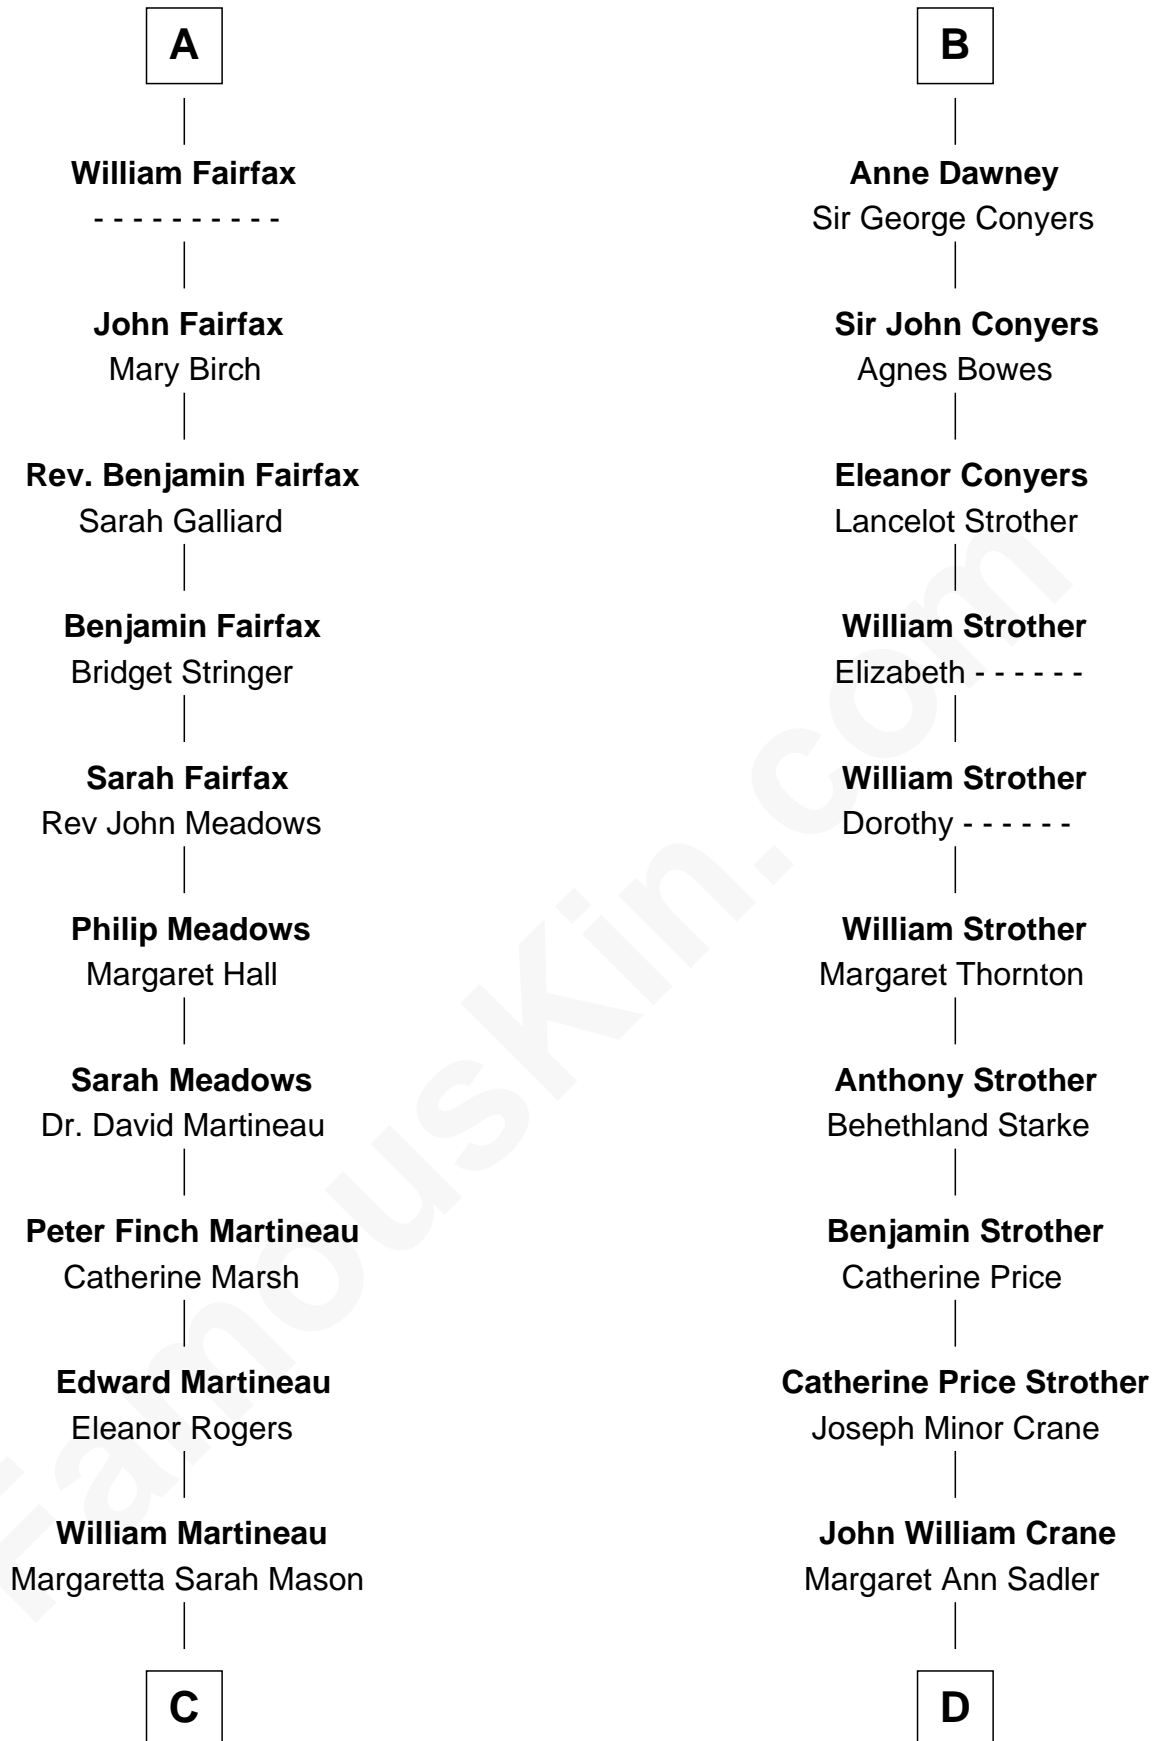 A
William Fairfax
- - - - - - - - - -
John Fairfax
Mary Birch
Rev. Benjamin Fairfax
Sarah Galliard
Benjamin Fairfax
Bridget Stringer
Sarah Fairfax
Rev John Meadows
Philip Meadows
Margaret Hall
Sarah Meadows
Dr. David Martineau
Peter Finch Martineau
Catherine Marsh
Edward Martineau
Eleanor Rogers
William Martineau
Margaretta Sarah Mason
C
B
Anne Dawney
Sir George Conyers
Sir John Conyers
Agnes Bowes
Eleanor Conyers
Lancelot Strother
William Strother
Elizabeth - - - - - -
William Strother
Dorothy - - - - - -
William Strother
Margaret Thornton
Anthony Strother
Behethland Starke
Benjamin Strother
Catherine Price
Catherine Price Strother
Joseph Minor Crane
John William Crane
Margaret Ann Sadler
D
FamousKin.com